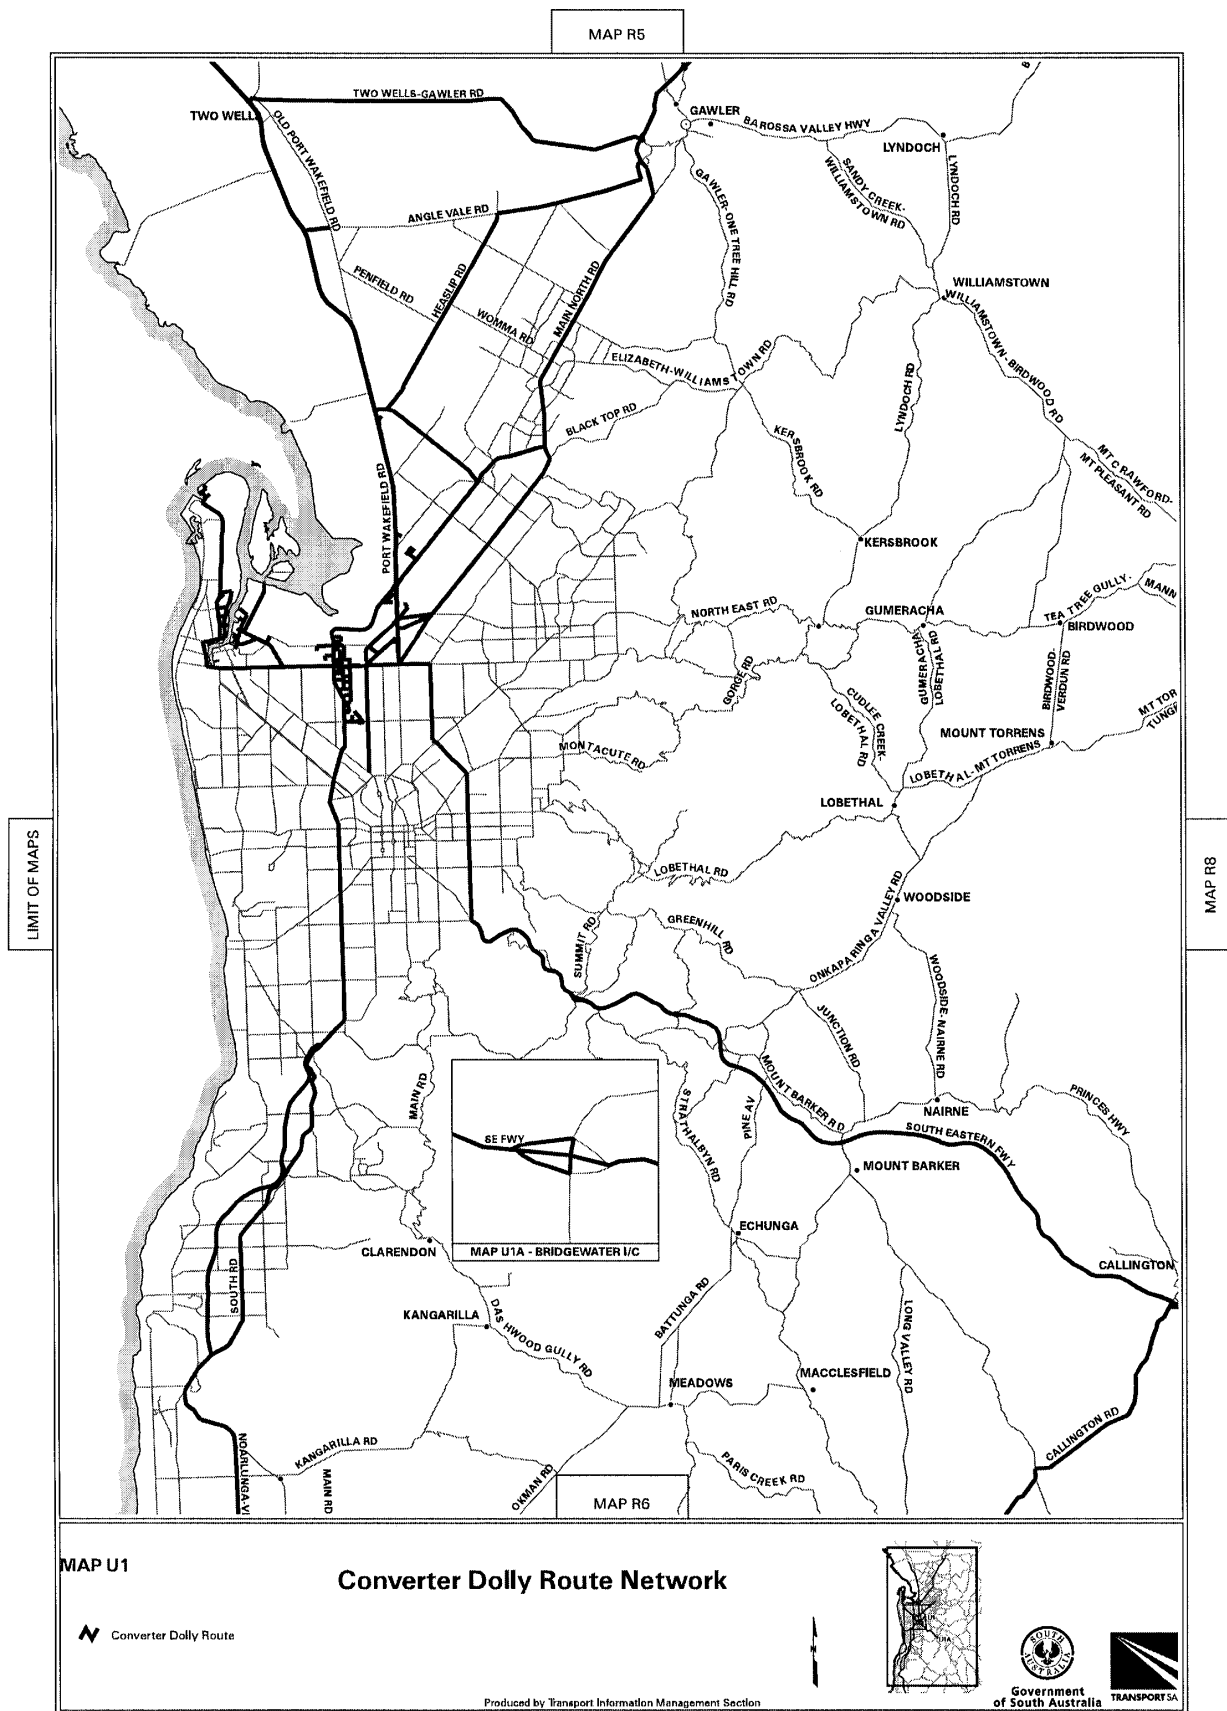 MAP R5
TWO WELLS-GAWLER RD
TWO WELLS
OLD PORT WAKEFIELD RD
GAWLER
BAROSSA VALLEY HWY
LYNDOCH
SANDY CREEK-
WILLIAMSTOWN RD
LYNDOCH RD
GAWLER-ONE TREE HILL RD
ANGLE VALE RD
PENFIELD RD
HEASLIP RD
WOMMA RD
MAIN NORTH RD
WILLIAMSTOWN
WILLIAMSTOWN - BIRDWOOD RD
ELIZABETH-WILLIAMSTOWN RD
LYNDOCH RD
BLACK TOP RD
KERSBROOK RD
MT CRAWFORD-
MT PLEASANT RD
PORT WAKEFIELD RD
KERSBROOK
NORTH EAST RD
GUMERACHA
TEA TREE GULLY-
MANN
BIRDWOOD
GUMERACHA
LOBETHAL RD
BIRDWOOD-
VERDUN RD
GORGE RD
CUDLEE CREEK-
LOBETHAL RD
MT TOR
TUNG
MOUNT TORRENS
MONTACUTE RD
LOBETHAL-MT TORRENS
LOBETHAL
LIMIT OF MAPS
MAP R8
LOBETHAL RD
WOODSIDE
GREENHILL RD
SUMMIT RD
ONKAPARINGA VALLEY RD
WOODSIDE-NAIRNE RD
JUNCTION RD
MAIN RD
STRATHALBYN RD
PINE AV
MOUNT BARKER RD
NAIRNE
PRINCES HWY
SOUTH EASTERN FWY
SE FWY
MOUNT BARKER
MAP U1A - BRIDGEWATER I/C
ECHUNGA
CLARENDON
CALLINGTON
SOUTH RD
KANGARILLA
DASHWOOD GULLY RD
BATTUNGA RD
LONG VALLEY RD
MACCLESFIELD
MEADOWS
CALLINGTON RD
NOARLUNGA-VI
KANGARILLA RD
MAIN RD
OKMAN RD
PARIS CREEK RD
MAP R6
MAP U1
Converter Dolly Route Network
Converter Dolly Route
N
SOUTH
AUSTRALIA
Government
of South Australia
TRANSPORT SA
Produced by Transport Information Management Section